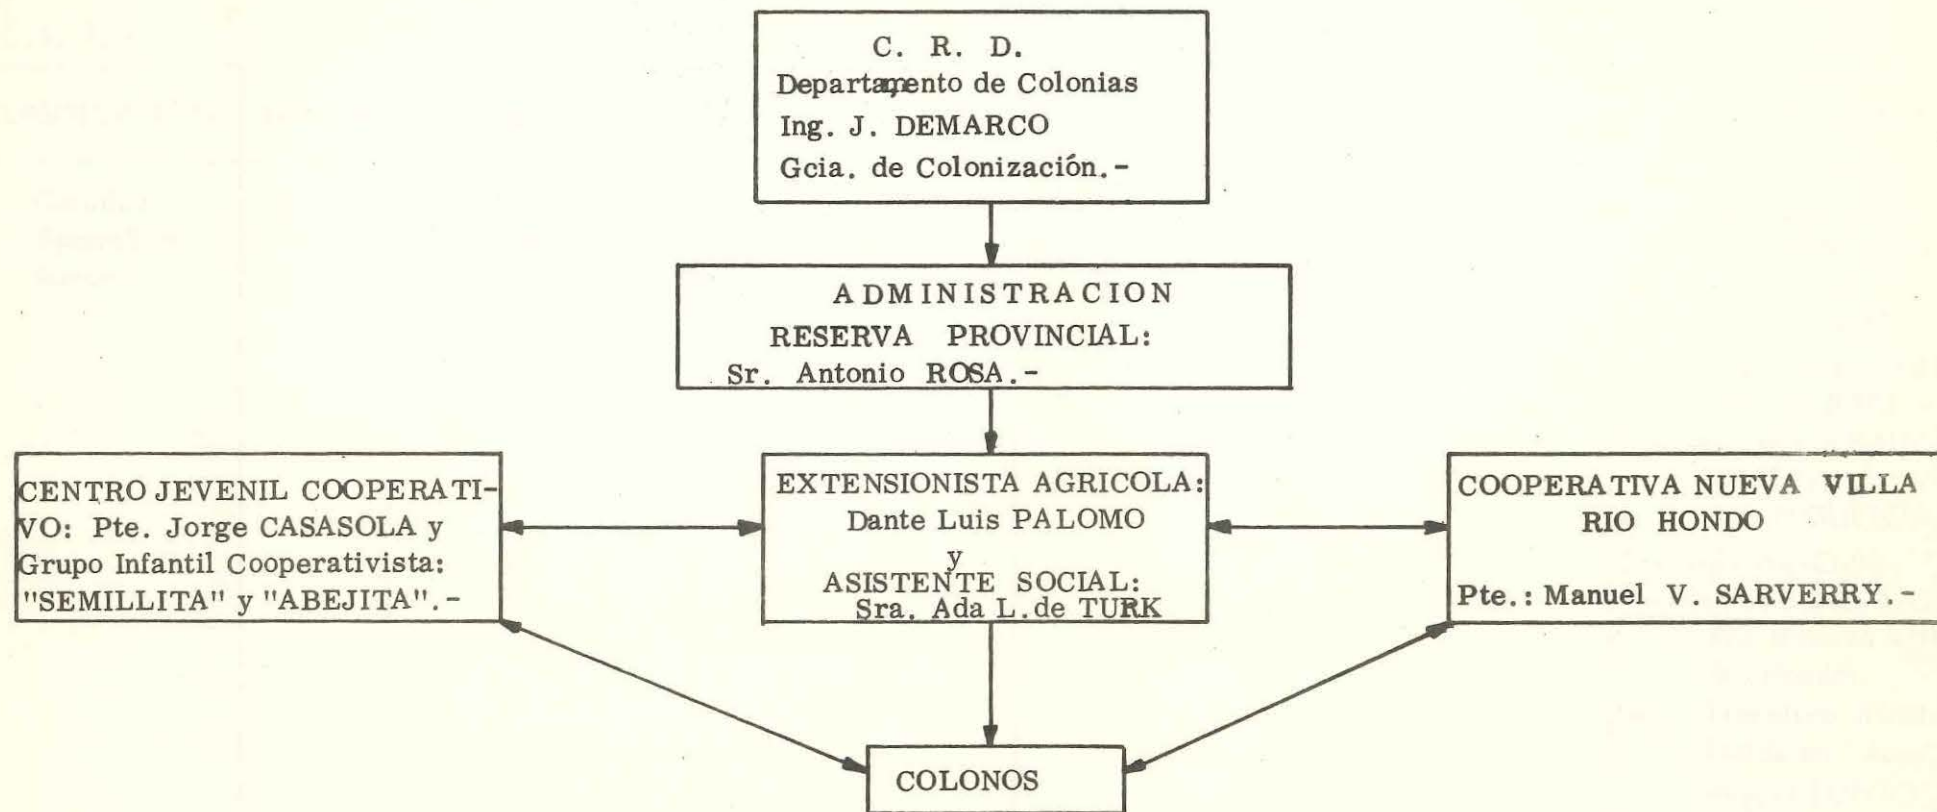 C. R. D.
Departamento de Colonias
Ing. J. DEMARCO
Gcia. de Colonización.-
ADMINISTRACION
RESERVA PROVINCIAL:
Sr. Antonio ROSA.-
CENTRO JEVENIL COOPERATI-
VO: Pte. Jorge CASASOLA y
Grupo Infantil Cooperativista:
"SEMILLITA" y "ABEJITA".-
EXTENSIONISTA AGRICOLA:
Dante Luis PALOMO
y
ASISTENTE SOCIAL:
Sra. Ada L. de TURK
COOPERATIVA NUEVA VILLA
RIO HONDO
Pte.: Manuel V. SARVERRY.-
COLONOS